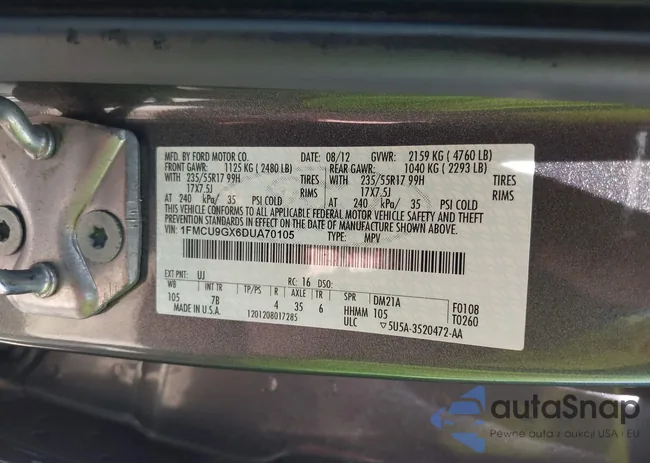 MFD. BY FORD MOTOR CO. 08/12 GVWR: 2159 KG ( 4760 LB)
FRONT GAWR: 1125 KG ( 2480 LB) REAR GAWR: 1040 KG ( 2293 LB)
WITH 235/55R17 99H TIRES WITH 235/55R17 99H TIRES
17X7.5J RIMS 17X7.5J RIMS
AT 240 kPa/ 35 PSI COLD AT 240 kPa/ 35 PSI COLD
THIS VEHICLE CONFORMS TO ALL APPLICABLE FEDERAL MOTOR VEHICLE SAFETY AND THEFT
PREVENTION STANDARDS IN EFFECT ON THE DATE OF MANUFACTURE SHOWN ABOVE.
VIN: 1FMCU9GX6DUA70105 TYPE: MPV
EXT PNT: UJ RC: 16 DSO:
WB INT TR TP/PS R AXLE TR SPR DM21A F0108
105 7B 4 35 6 HHMM 105 T0260
MADE IN U.S.A. 1201208017285 ULC ▽5U5A-3520472-AA
autaSnap
Pewne auta z aukcji USA i EU